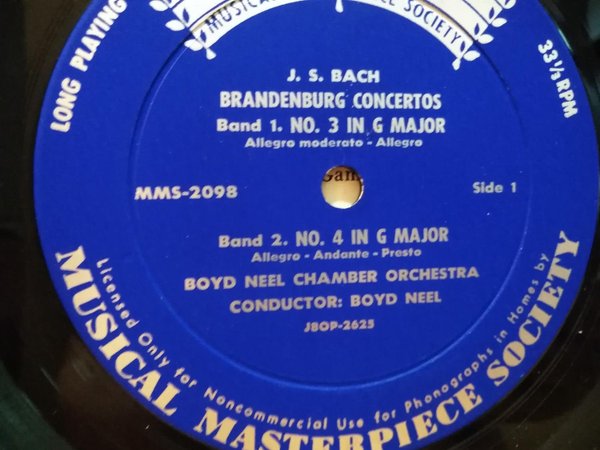 MUSICAL
SOCIETY
LONG PLAYING
33⅓ RPM
J. S. BACH
BRANDENBURG CONCERTOS
Band 1. NO. 3 IN G MAJOR
Allegro moderato - Allegro
MMS-2098
Side 1
Band 2. NO. 4 IN G MAJOR
Allegro - Andante - Presto
BOYD NEEL CHAMBER ORCHESTRA
CONDUCTOR: BOYD NEEL
J8OP-2625
Licensed Only for Noncommercial Use for Phonographs in Homes by
MUSICAL MASTERPIECE SOCIETY